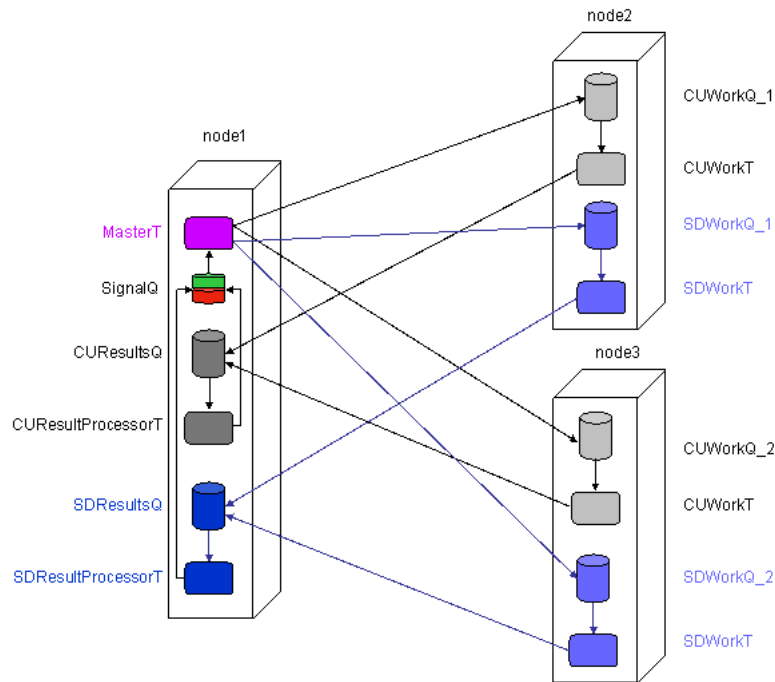 node2
CUWorkQ_1
node1
CUWorkT
MasterT
SDWorkQ_1
SignalQ
SDWorkT
CUResultsQ
node3
CUResultProcessorT
CUWorkQ_2
SDResultsQ
CUWorkT
SDResultProcessorT
SDWorkQ_2
SDWorkT